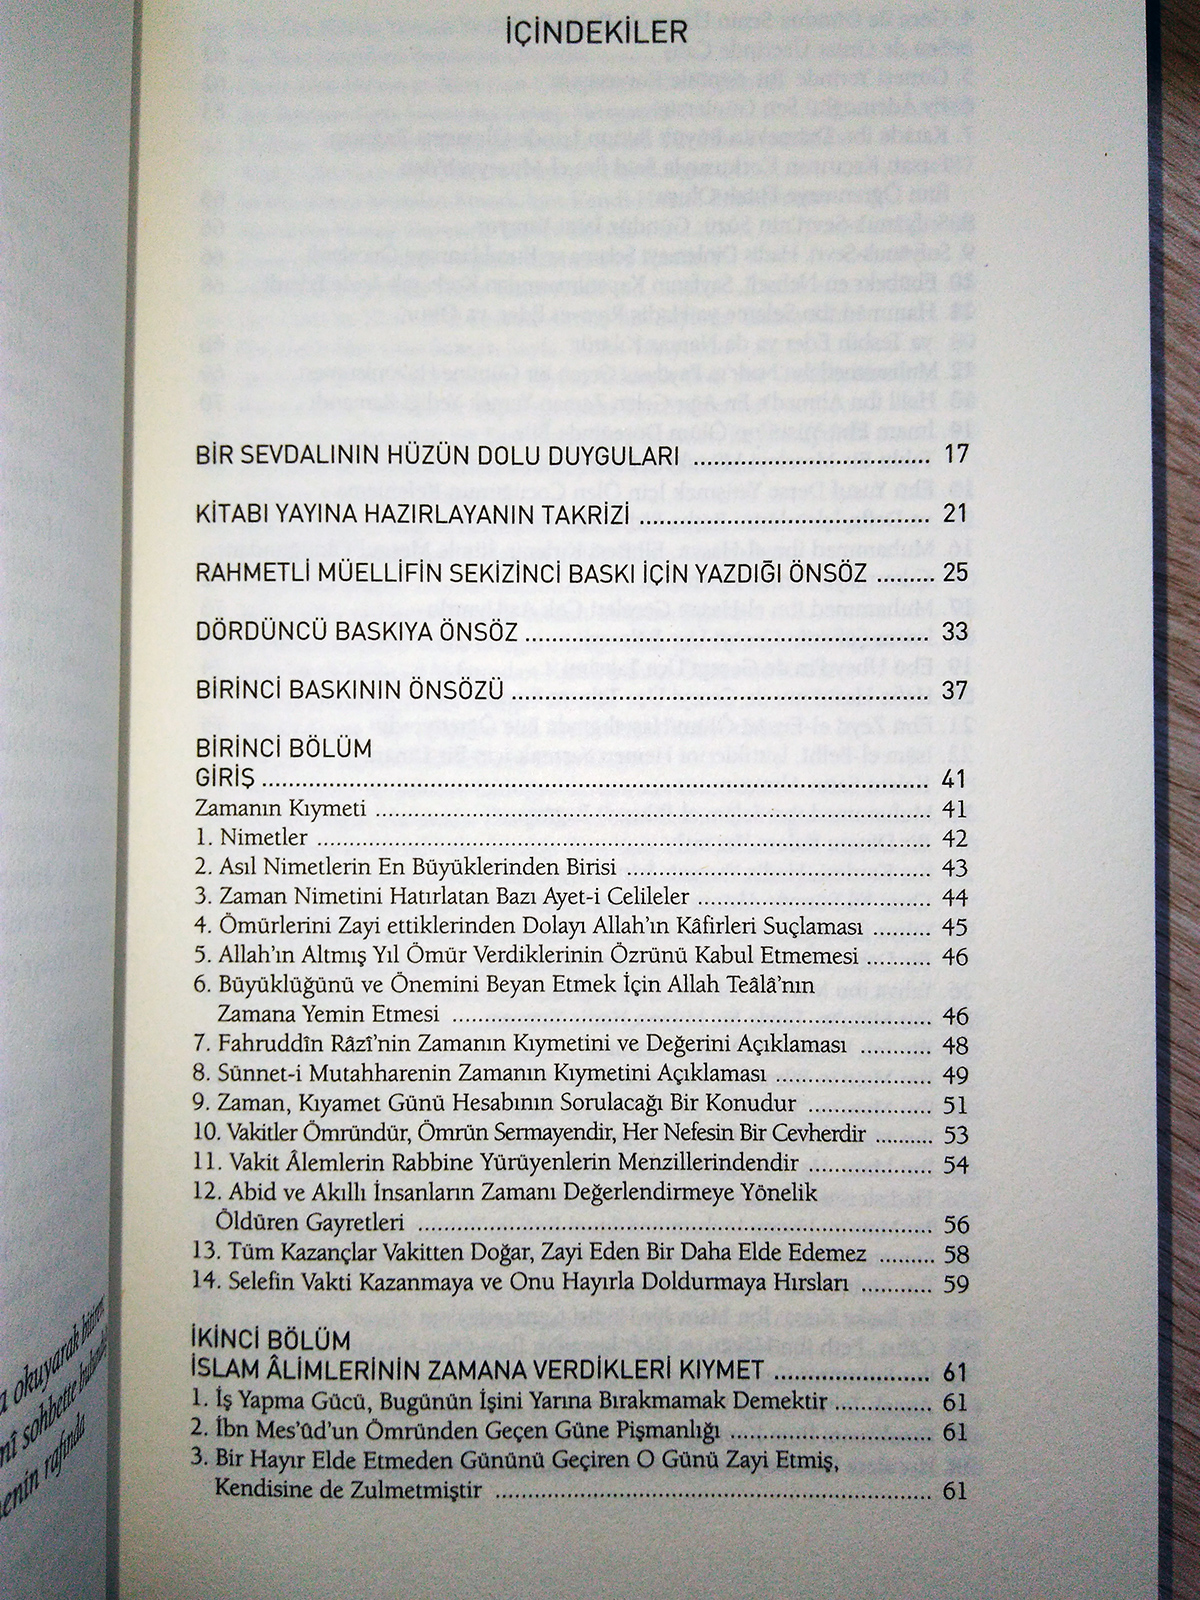 İÇİNDEKİLER
BİR SEVDALININ HÜZÜN DOLU DUYGULARI ................................ 17
KİTABI YAYINA HAZIRLAYANIN TAKRİZİ ....................................... 21
RAHMETLİ MÜELLİFİN SEKİZİNCİ BASKI İÇİN YAZDIĞI ÖNSÖZ ......... 25
DÖRDÜNCÜ BASKIYA ÖNSÖZ ...................................................... 33
BİRİNCİ BASKININ ÖNSÖZÜ ........................................................ 37
BİRİNCİ BÖLÜM
GİRİŞ ......................................................................................... 41
Zamanın Kıymeti ........................................................................... 41
1. Nimetler ................................................................................... 42
2. Asıl Nimetlerin En Büyüklerinden Birisi .......................................... 43
3. Zaman Nimetini Hatırlatan Bazı Ayet-i Celileler ................................ 44
4. Ömürlerini Zayi ettiklerinden Dolayı Allah'ın Kâfirleri Suçlaması ......... 45
5. Allah'ın Altmış Yıl Ömür Verdiklerinin Özrünü Kabul Etmemesi .......... 46
6. Büyüklüğünü ve Önemini Beyan Etmek İçin Allah Teâlâ'nın
Zamana Yemin Etmesi ................................................................ 46
7. Fahruddîn Râzî'nin Zamanın Kıymetini ve Değerini Açıklaması ........... 48
8. Sünnet-i Mutahharenin Zamanın Kıymetini Açıklaması ..................... 49
9. Zaman, Kıyamet Günü Hesabının Sorulacağı Bir Konudur ................. 51
10. Vakitler Ömründür, Ömrün Sermayendir, Her Nefesin Bir Cevherdir ......... 53
11. Vakit Âlemlerin Rabbine Yürüyenlerin Menzillerindendir ................. 54
12. Abid ve Akıllı İnsanların Zamanı Değerlendirmeye Yönelik
Öldüren Gayretleri ...................................................................... 56
13. Tüm Kazançlar Vakitten Doğar, Zayi Eden Bir Daha Elde Edemez ......... 58
14. Selefin Vakti Kazanmaya ve Onu Hayırla Doldurmaya Hırsları ........... 59
İKİNCİ BÖLÜM
İSLAM ÂLİMLERİNİN ZAMANA VERDİKLERİ KIYMET ..................... 61
1. İş Yapma Gücü, Bugünün İşini Yarına Bırakmamak Demektir .............. 61
2. İbn Mes'ûd'un Ömründen Geçen Güne Pişmanlığı ............................ 61
3. Bir Hayır Elde Etmeden Gününü Geçiren O Günü Zayi Etmiş,
Kendisine de Zulmetmiştir ............................................................ 61
okuyarak bitiren
sohbette bulundu
rafında